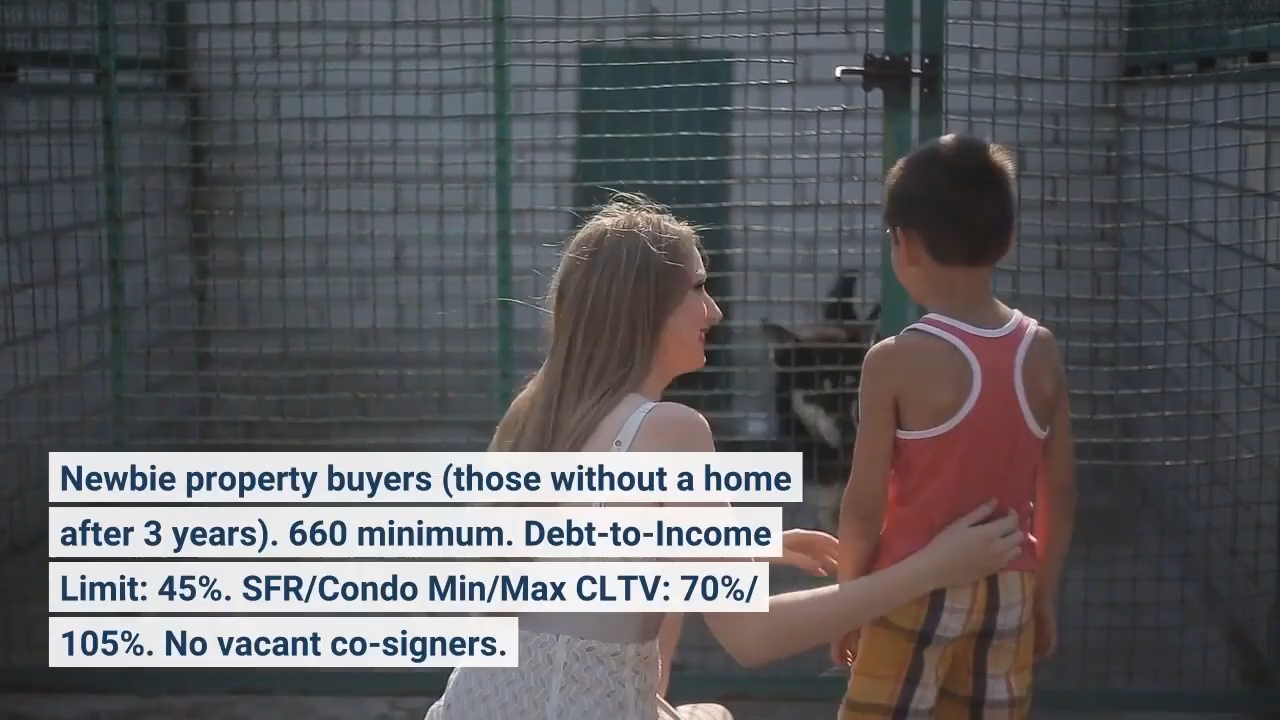 Newbie property buyers (those without a home
after 3 years). 660 minimum. Debt-to-Income
Limit: 45%. SFR/Condo Min/Max CLTV: 70%/
105%. No vacant co-signers.